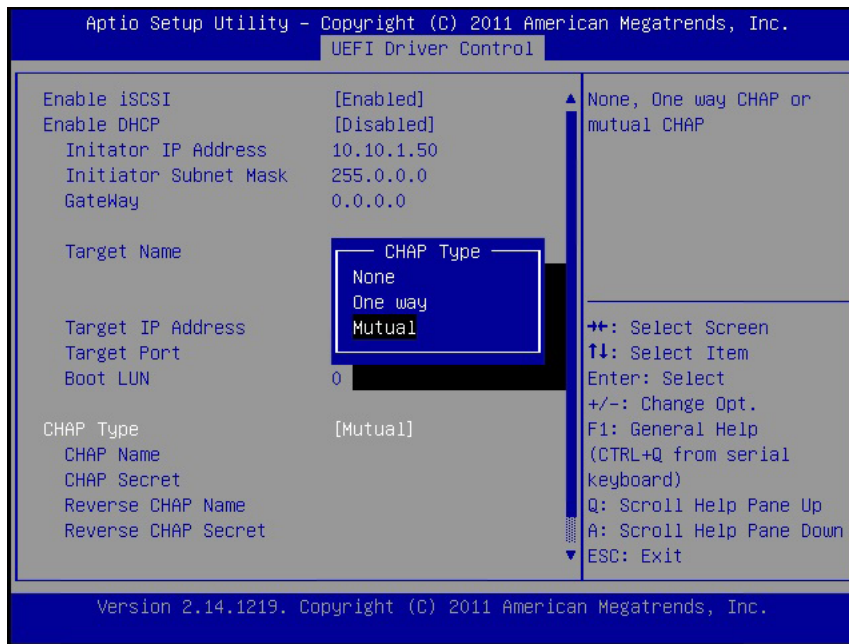 Aptio Setup Utility – Copyright (C) 2011 American Megatrends, Inc.
UEFI Driver Control
Enable iSCSI [Enabled]
Enable DHCP [Disabled]
Initator IP Address 10.10.1.50
Initiator Subnet Mask 255.0.0.0
GateWay 0.0.0.0
Target Name
CHAP Type
None
One way
Mutual
Target IP Address
Target Port
Boot LUN 0
CHAP Type [Mutual]
CHAP Name
CHAP Secret
Reverse CHAP Name
Reverse CHAP Secret
None, One way CHAP or
mutual CHAP
→←: Select Screen
↑↓: Select Item
Enter: Select
+/-: Change Opt.
F1: General Help
(CTRL+Q from serial
keyboard)
Q: Scroll Help Pane Up
A: Scroll Help Pane Down
ESC: Exit
Version 2.14.1219. Copyright (C) 2011 American Megatrends, Inc.